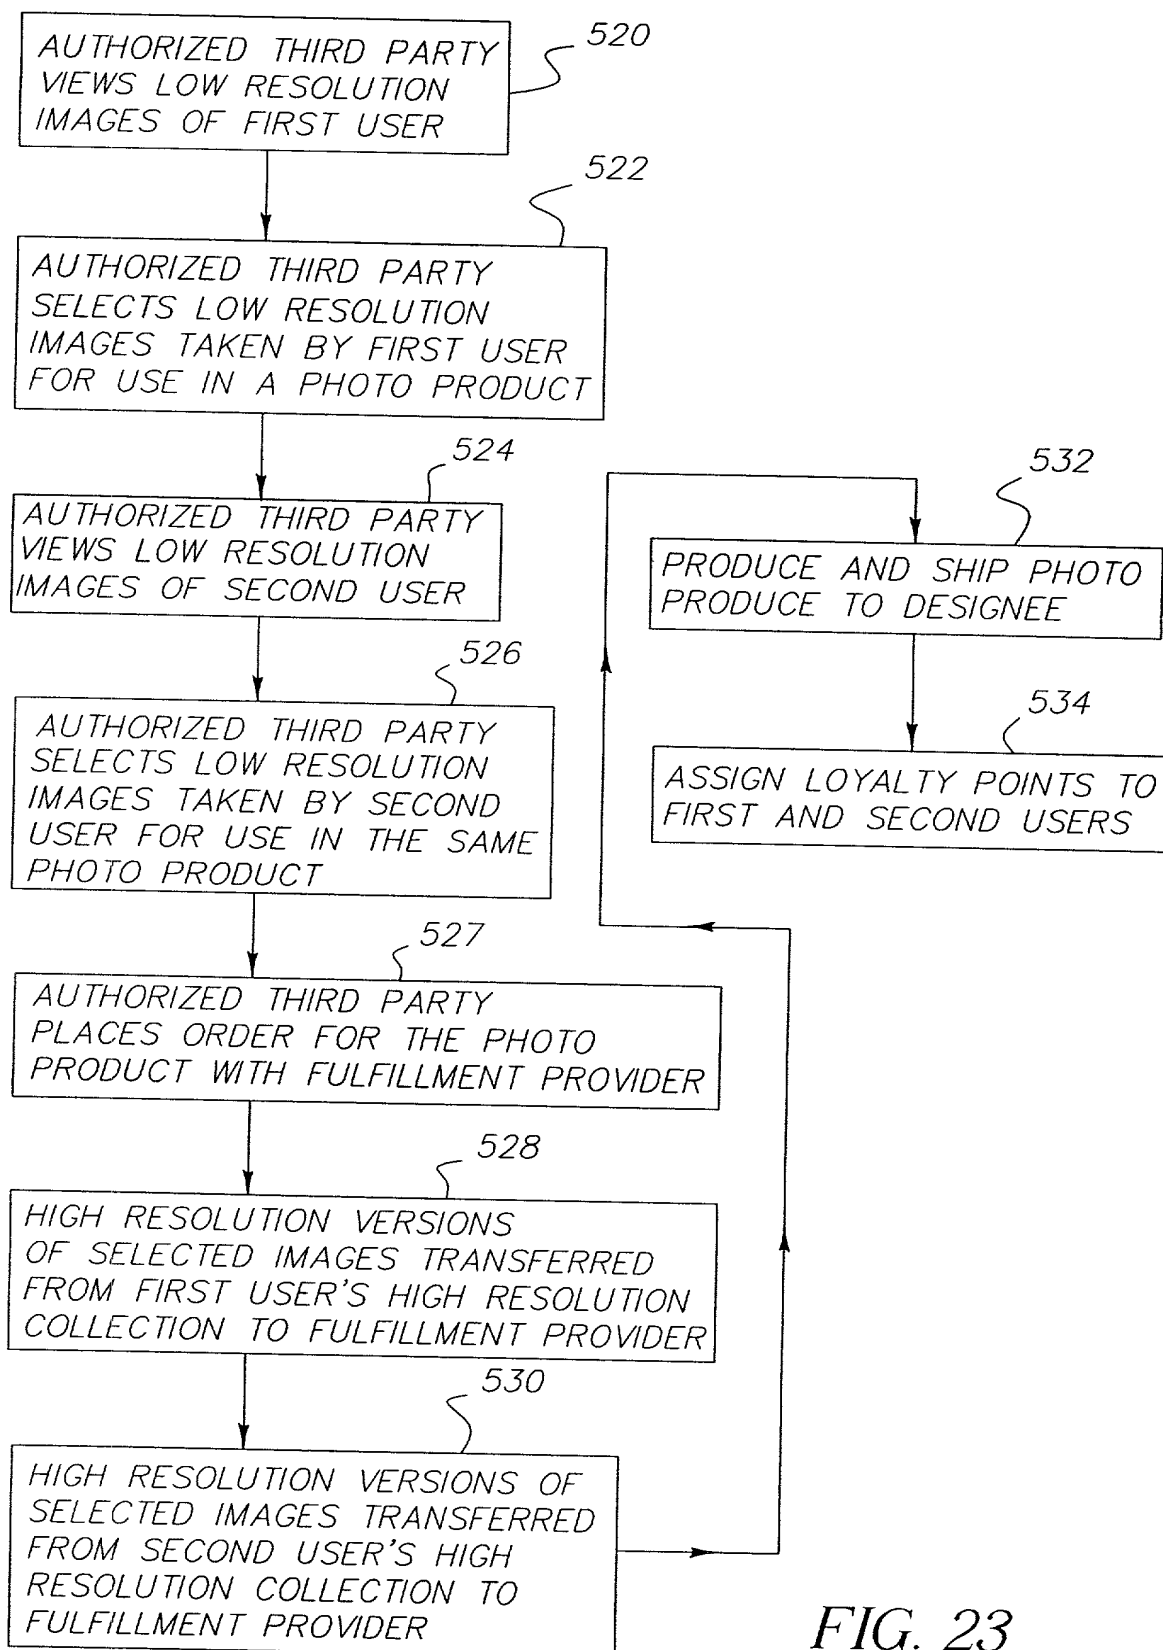 520
AUTHORIZED THIRD PARTY
VIEWS LOW RESOLUTION
IMAGES OF FIRST USER
522
AUTHORIZED THIRD PARTY
SELECTS LOW RESOLUTION
IMAGES TAKEN BY FIRST USER
FOR USE IN A PHOTO PRODUCT
524
AUTHORIZED THIRD PARTY
VIEWS LOW RESOLUTION
IMAGES OF SECOND USER
526
AUTHORIZED THIRD PARTY
SELECTS LOW RESOLUTION
IMAGES TAKEN BY SECOND
USER FOR USE IN THE SAME
PHOTO PRODUCT
527
AUTHORIZED THIRD PARTY
PLACES ORDER FOR THE PHOTO
PRODUCT WITH FULFILLMENT PROVIDER
528
HIGH RESOLUTION VERSIONS
OF SELECTED IMAGES TRANSFERRED
FROM FIRST USER'S HIGH RESOLUTION
COLLECTION TO FULFILLMENT PROVIDER
530
HIGH RESOLUTION VERSIONS OF
SELECTED IMAGES TRANSFERRED
FROM SECOND USER'S HIGH
RESOLUTION COLLECTION TO
FULFILLMENT PROVIDER
532
PRODUCE AND SHIP PHOTO
PRODUCE TO DESIGNEE
534
ASSIGN LOYALTY POINTS TO
FIRST AND SECOND USERS
FIG. 23